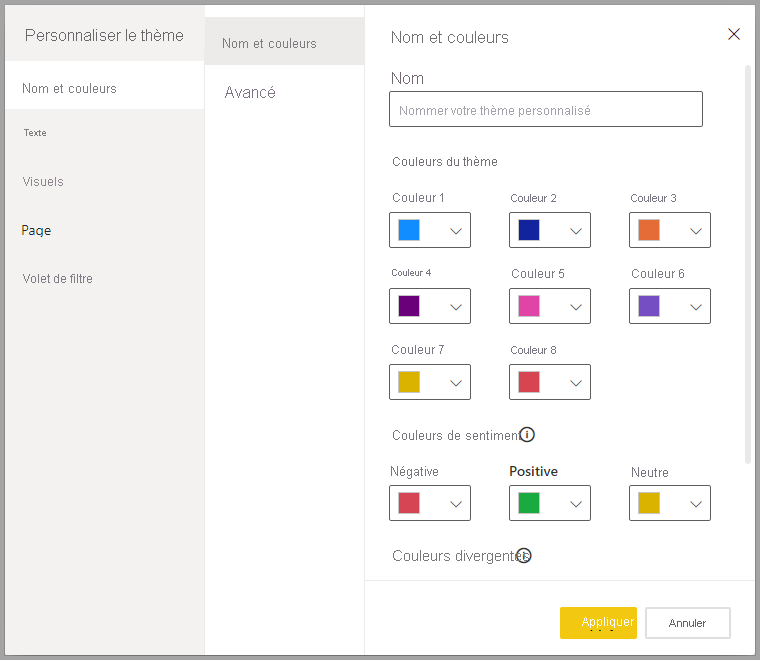 Personnaliser le thème
Nom et couleurs
Texte
Visuels
Page
Volet de filtre
Nom et couleurs
Avancé
Nom et couleurs
Nom
Nommer votre thème personnalisé
Couleurs du thème
Couleur 1 Couleur 2 Couleur 3
Couleur 4 Couleur 5 Couleur 6
Couleur 7 Couleur 8
Couleurs de sentiment
Négative Positive Neutre
Couleurs divergentes
Appliquer Annuler